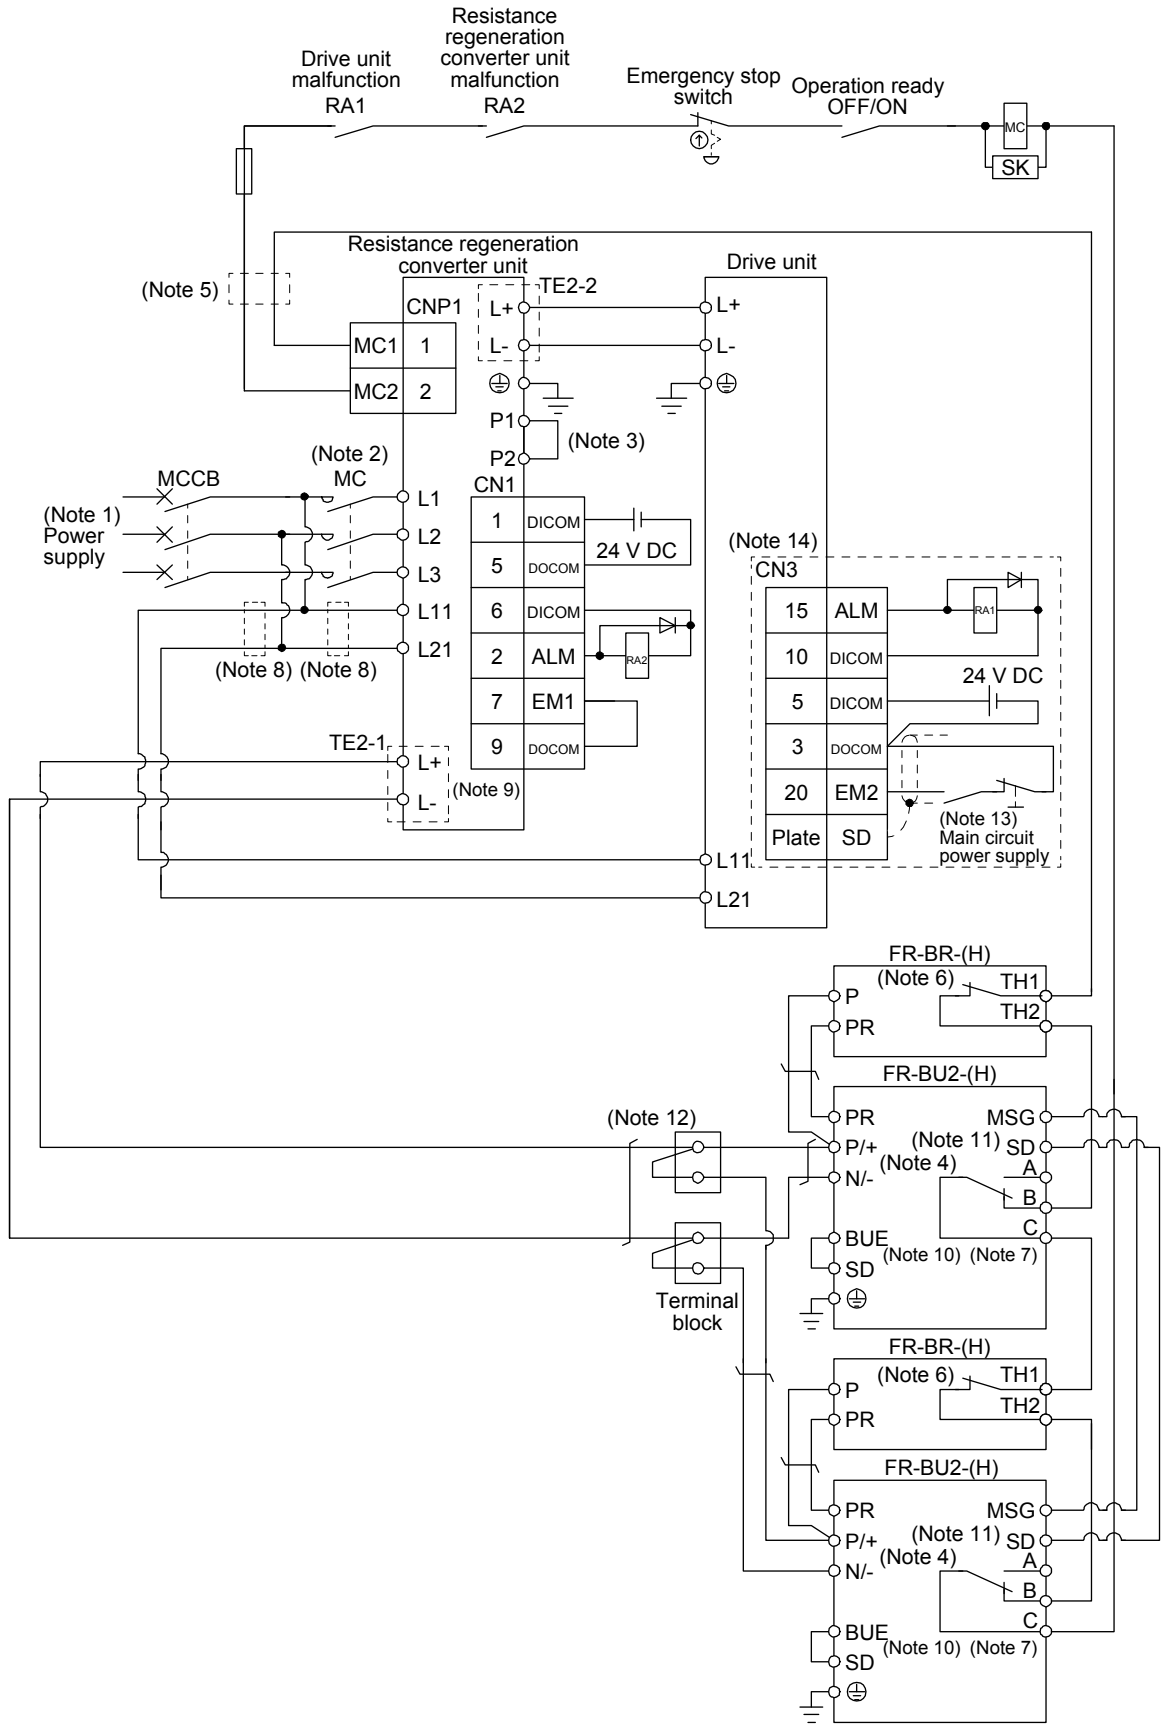 Resistance
regeneration
converter unit
malfunction
RA2
Drive unit
malfunction
RA1
Emergency stop
switch
Operation ready
OFF/ON
MC
SK
Resistance regeneration
converter unit
Drive unit
(Note 5)
CNP1
MC1 1
MC2 2
TE2-2
L+
L-
L+
L-
P1
P2
(Note 3)
(Note 2)
MCCB
MC
(Note 1)
Power
supply
L1
L2
L3
L11
L21
(Note 8) (Note 8)
CN1
1 DICOM
5 DOCOM
6 DICOM
2 ALM
7 EM1
9 DOCOM
24 V DC
RA2
TE2-1
L+
L-
(Note 9)
(Note 14)
CN3
15 ALM
10 DICOM
5 DICOM
3 DOCOM
20 EM2
Plate SD
RA1
24 V DC
(Note 13)
Main circuit
power supply
L11
L21
FR-BR-(H)
(Note 6)
P
PR
TH1
TH2
FR-BU2-(H)
PR
P/+
N/-
BUE
SD
MSG
(Note 11) SD
(Note 4)
A
B
C
(Note 10) (Note 7)
(Note 12)
Terminal
block
FR-BR-(H)
(Note 6)
P
PR
TH1
TH2
FR-BU2-(H)
PR
P/+
N/-
BUE
SD
MSG
(Note 11) SD
(Note 4)
A
B
C
(Note 10) (Note 7)